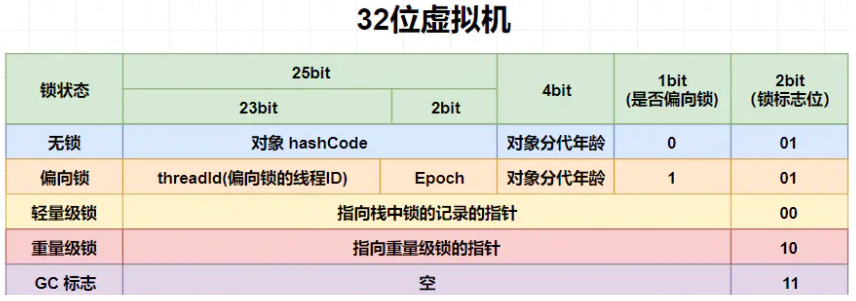 32位虚拟机
锁状态 25bit 4bit 1bit (是否偏向锁) 2bit (锁标志位)
23bit 2bit
无锁 对象 hashCode 对象分代年龄 0 01
偏向锁 threadId(偏向锁的线程ID) Epoch 对象分代年龄 1 01
轻量级锁 指向栈中锁的记录的指针 00
重量级锁 指向重量级锁的指针 10
GC 标志 空 11